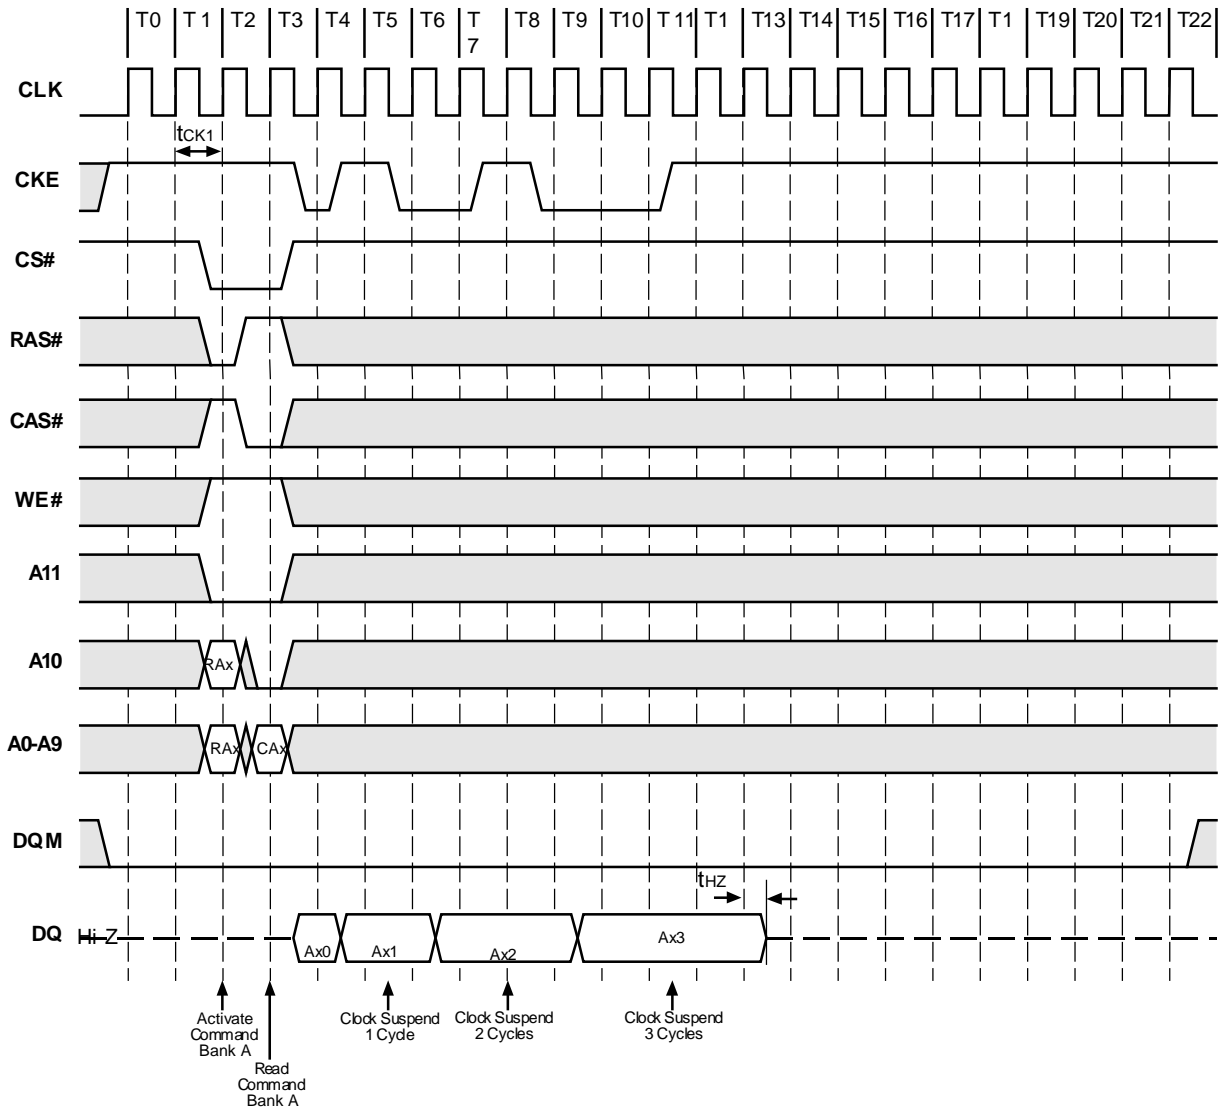 T0 T 1 T2 T3 T4 T5 T6 T 7 T8 T9 T10 T 11 T1 T13 T14 T15 T16 T17 T1 T19 T20 T21 T22
CLK
tCK1
CKE
CS#
RAS#
CAS#
WE#
A11
A10
RAx
A0-A9
RAx CAx
DQM
tHZ
DQ Hi-Z
Ax0 Ax1 Ax2 Ax3
Activate
Command
Bank A
Read
Command
Bank A
Clock Suspend
1 Cycle
Clock Suspend
2 Cycles
Clock Suspend
3 Cycles